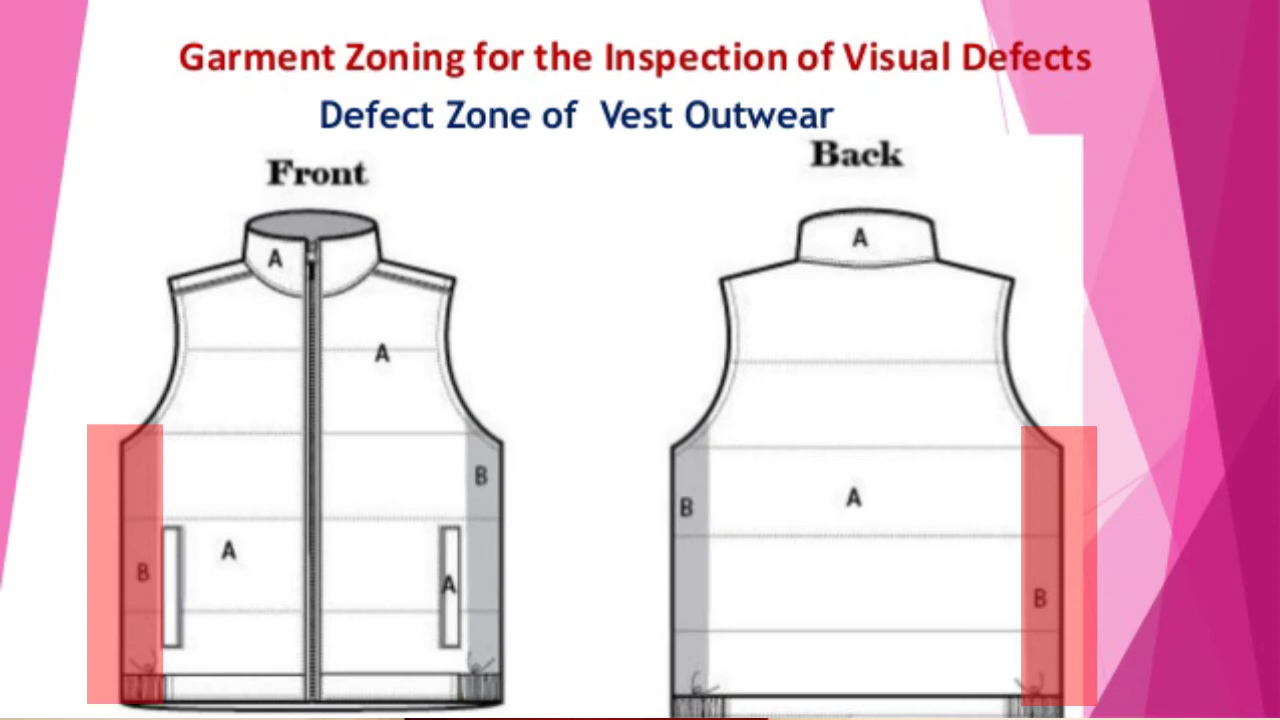 Garment Zoning for the Inspection of Visual Defects
Defect Zone of Vest Outwear
Front
Back
A
A
B
A
A
B
A
B
A
B